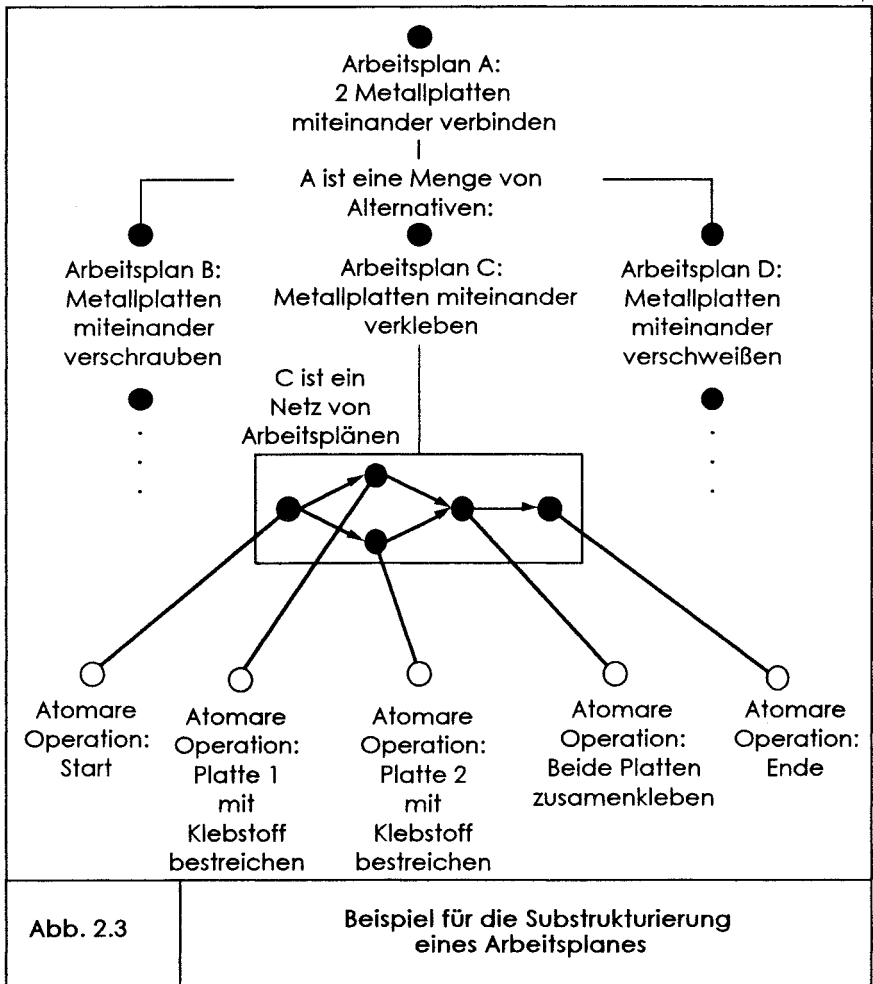 Arbeitsplan A:
2 Metallplatten
miteinander verbinden
A ist eine Menge von
Alternativen:
Arbeitsplan B:
Metallplatten
miteinander
verschrauben
Arbeitsplan C:
Metallplatten miteinander
verkleben
Arbeitsplan D:
Metallplatten
miteinander
verschweißen
C ist ein
Netz von
Arbeitsplänen
Atomare
Operation:
Start
Atomare
Operation:
Platte 1
mit
Klebstoff
bestreichen
Atomare
Operation:
Platte 2
mit
Klebstoff
bestreichen
Atomare
Operation:
Beide Platten
zusamenkleben
Atomare
Operation:
Ende
Abb. 2.3
Beispiel für die Substrukturierung
eines Arbeitsplanes